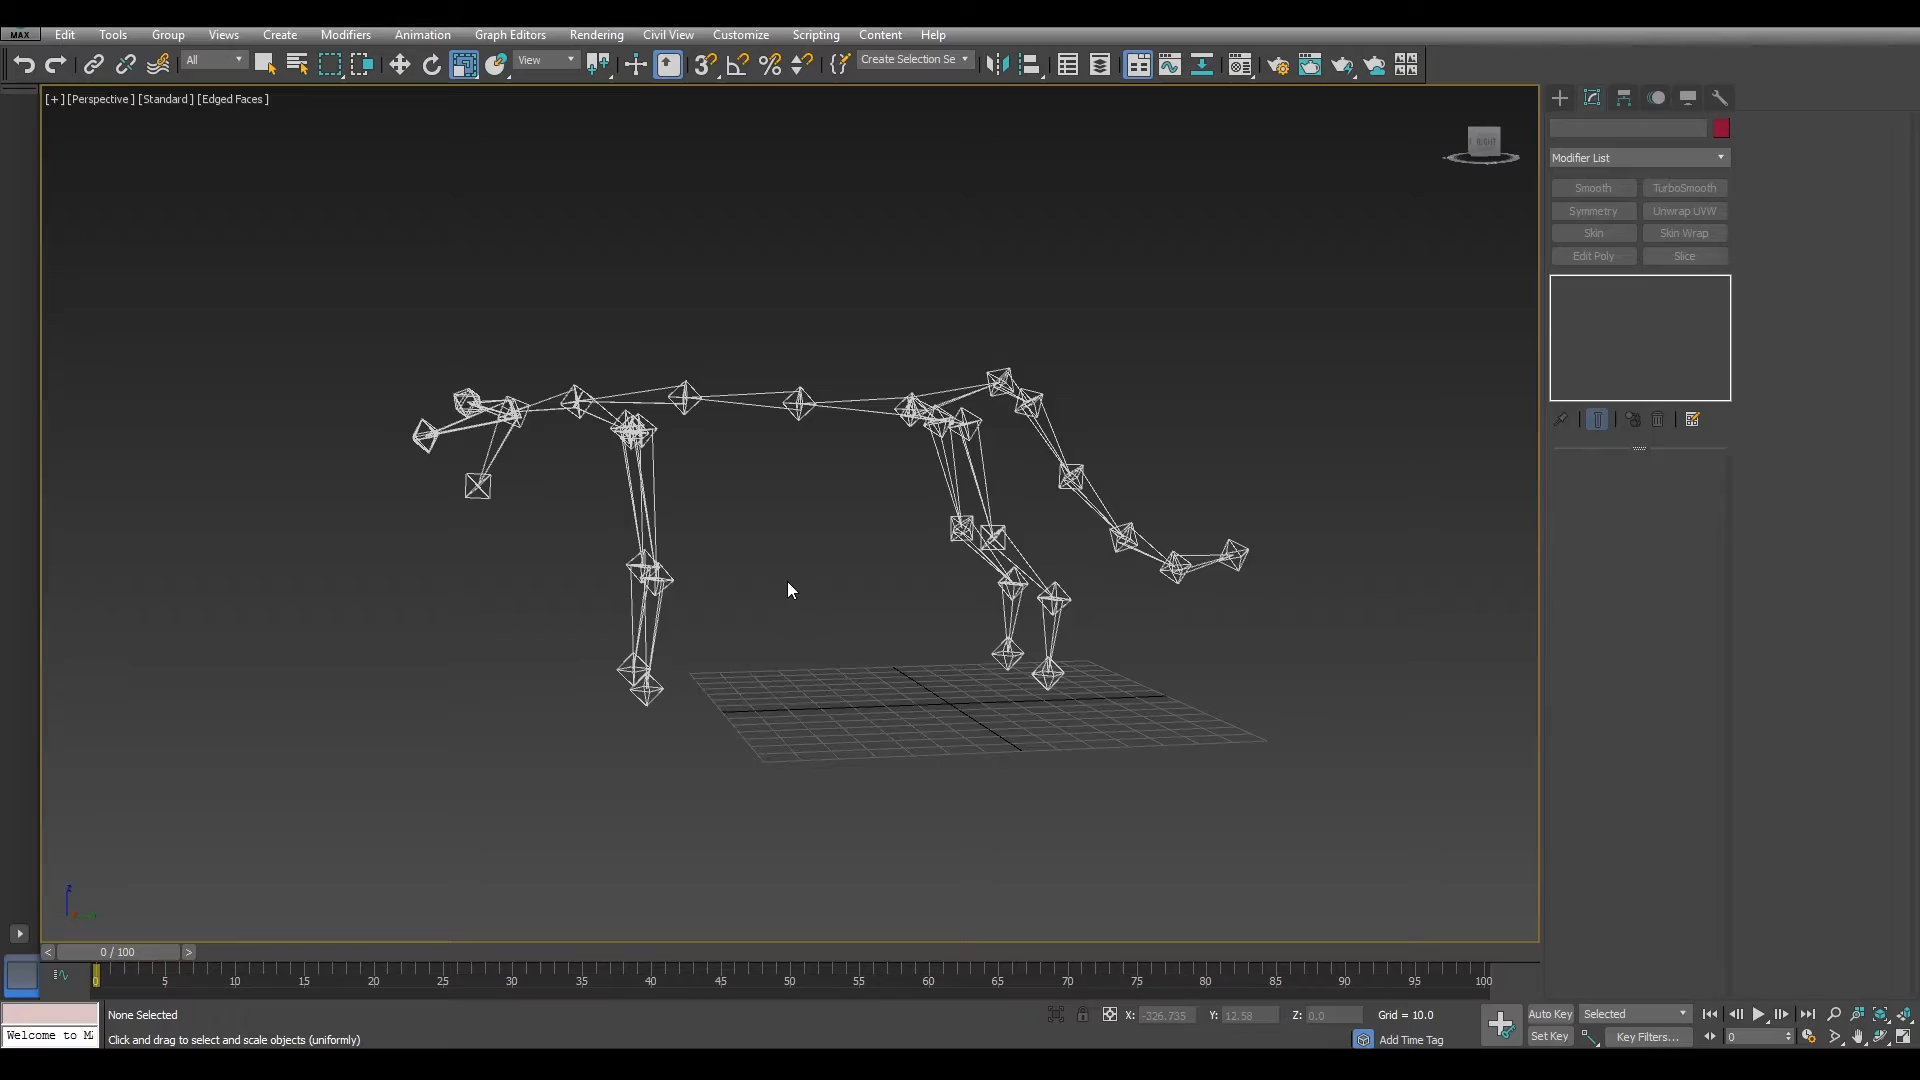 MAX Edit Tools Group Views Create Modifiers Animation Graph Editors Rendering Civil View Customize Scripting Content Help
All View 3 Create Selection Se
[+] [Perspective ] [Standard ] [Edged Faces ]
RIGHT
Modifier List
Smooth TurboSmooth
Symmetry Unwrap UVW
Skin Skin Wrap
Edit Poly Slice
z
< 0 / 100 >
5 10 15 20 25 30 35 40 45 50 55 60 65 70 75 80 85 90 95 100
None Selected X: -326.735 Y: 12.58 Z: 0.0 Grid = 10.0 Auto Key Selected
Welcome to M Click and drag to select and scale objects (uniformly) Add Time Tag Set Key Key Filters... 0